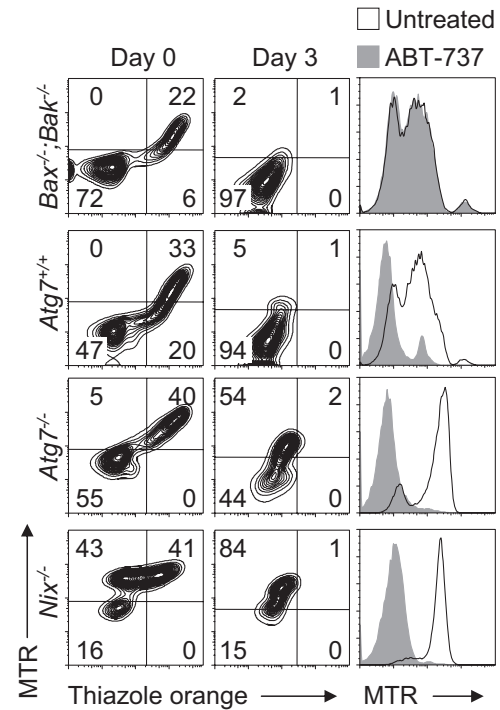 Untreated
ABT-737
Day 0
Day 3
Bax-/-;Bak-/-
0 22
72 6
2 1
97 0
Atg7+/+
0 33
47 20
5 1
94 0
Atg7-/-
5 40
55 0
54 2
44 0
Nix-/-
43 41
16 0
84 1
15 0
MTR
Thiazole orange
MTR